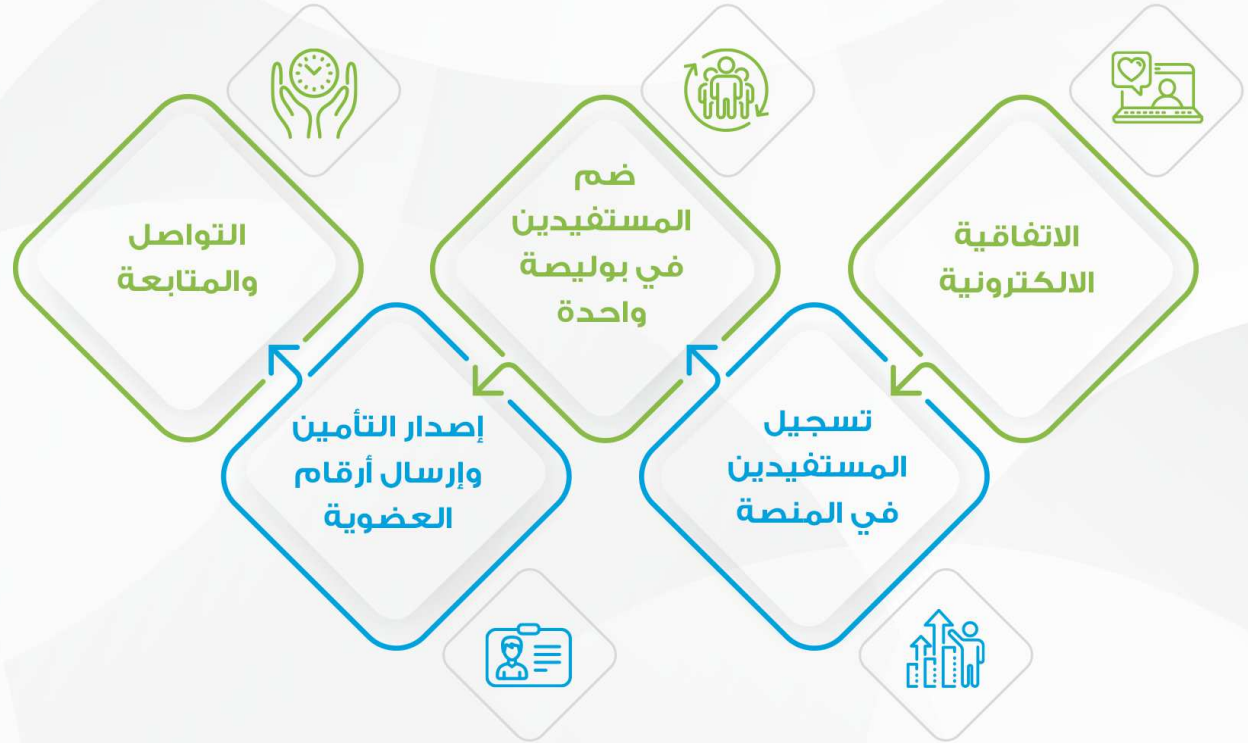 الاتفاقية
الالكترونية
تسجيل
المستفيدين
في المنصة
ضم
المستفيدين
في بوليصة
واحدة
إصدار التأمين
وإرسال أرقام
العضوية
التواصل
والمتابعة